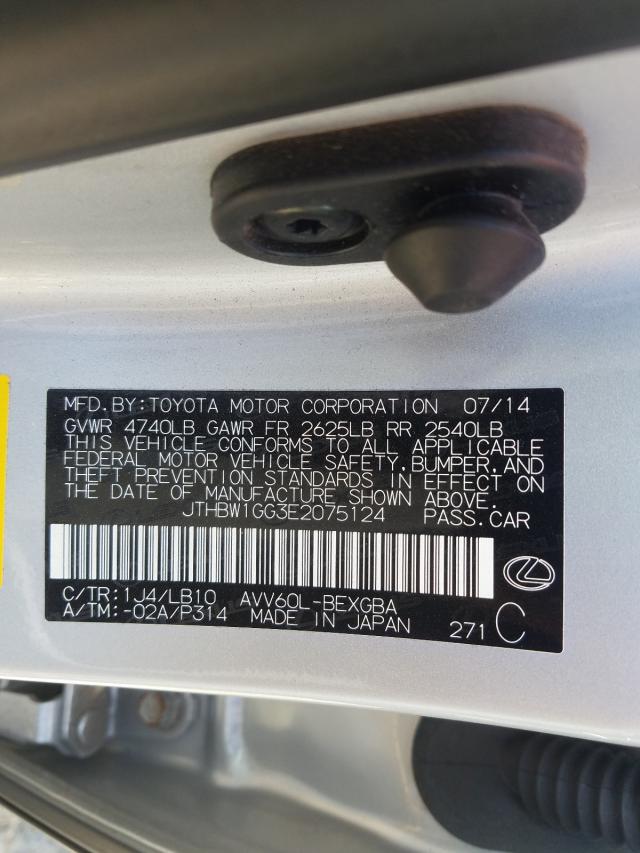 MFD.BY:TOYOTA MOTOR CORPORATION 07/14
GVWR 4740LB GAWR FR 2625LB RR 2540LB
THIS VEHICLE CONFORMS TO ALL APPLICABLE
FEDERAL MOTOR VEHICLE SAFETY,BUMPER,AND
THEFT PREVENTION STANDARDS IN EFFECT ON
THE DATE OF MANUFACTURE SHOWN ABOVE.
JTHBW1GG3E2075124 PASS.CAR
C/TR:1J4/LB10 AVV60L-BEXGBA
A/TM:-02A/P314 MADE IN JAPAN 271 C